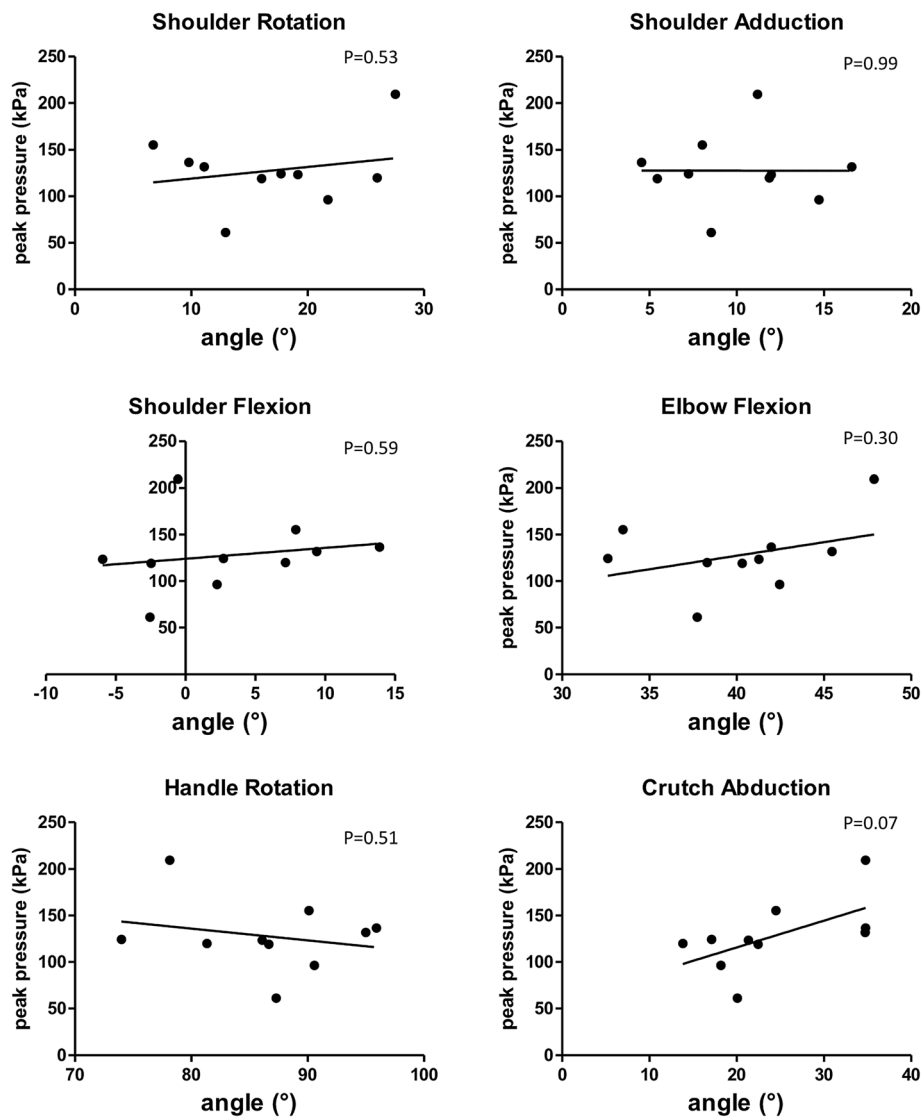 Shoulder Rotation
P=0.53
peak pressure (kPa)
250
200
150
100
50
0
0 10 20 30
angle (°)
Shoulder Adduction
P=0.99
peak pressure (kPa)
250
200
150
100
50
0
0 5 10 15 20
angle (°)
Shoulder Flexion
P=0.59
peak pressure (kPa)
250
200
150
100
50
-10 -5 0 5 10 15
angle (°)
Elbow Flexion
P=0.30
peak pressure (kPa)
250
200
150
100
50
0
30 35 40 45 50
angle (°)
Handle Rotation
P=0.51
peak pressure (kPa)
250
200
150
100
50
0
70 80 90 100
angle (°)
Crutch Abduction
P=0.07
peak pressure (kPa)
250
200
150
100
50
0
0 10 20 30 40
angle (°)